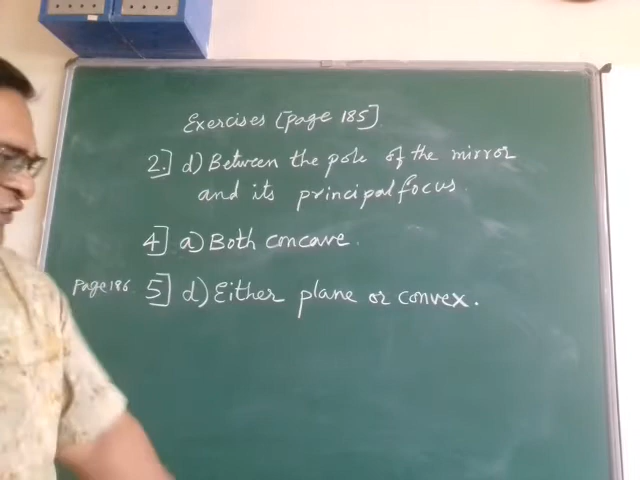 Exercises [page 185]
2.] d) Between the pole of the mirror
and its principal focus.
4] a) Both concave.
Page 186. 5] d) Either plane or convex.